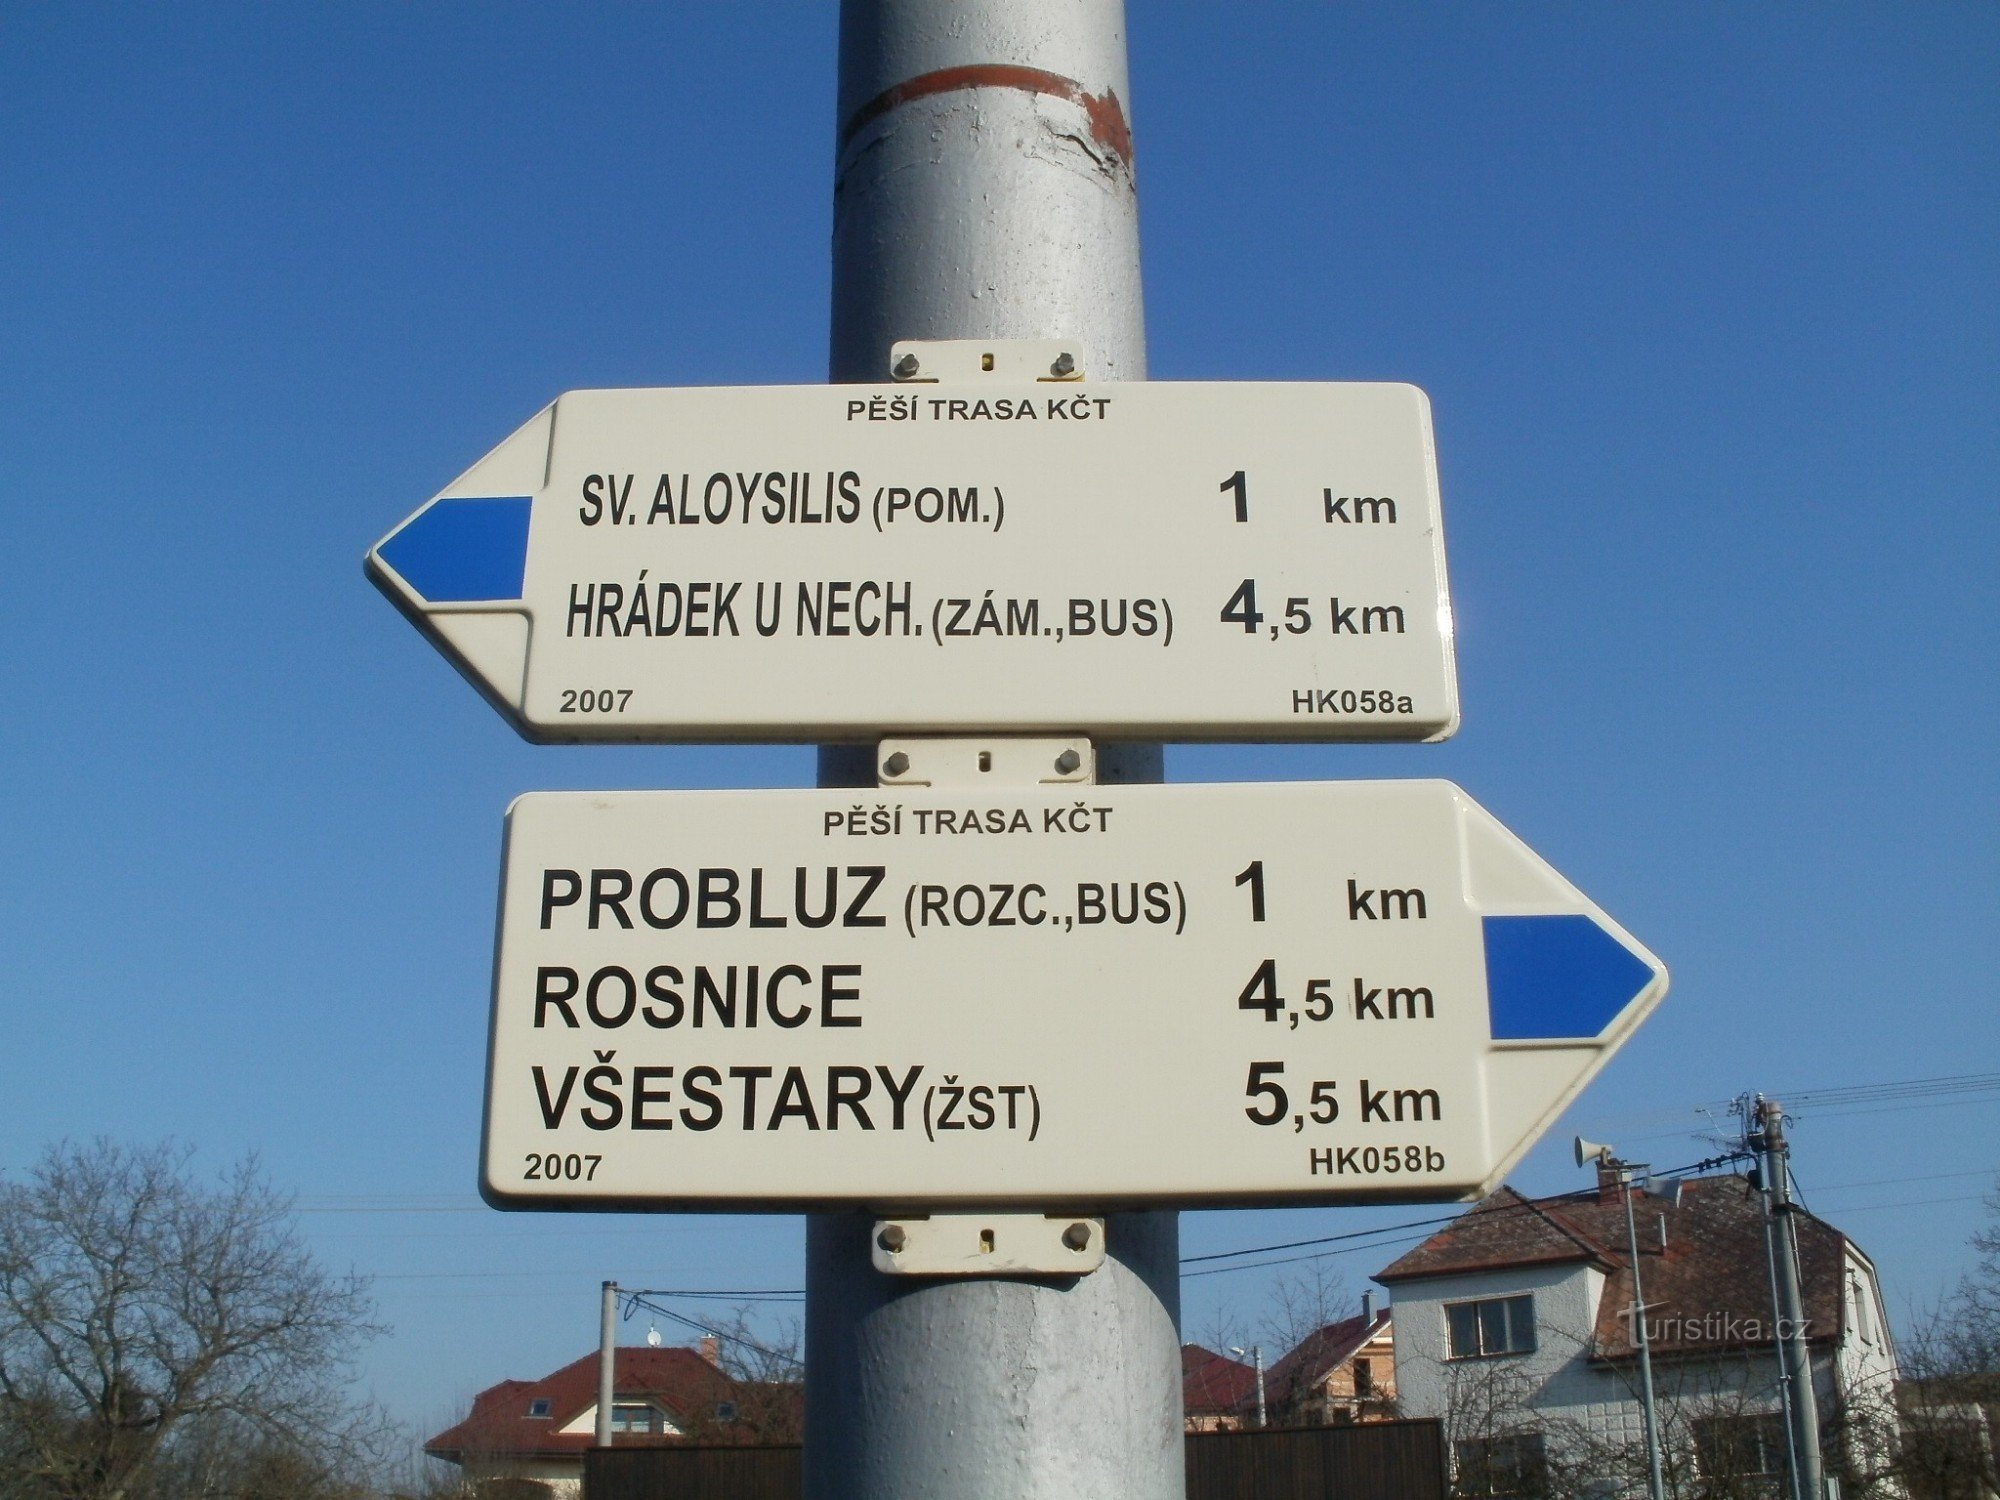 PĚŠÍ TRASA KČT
SV. ALOYSILIS (POM.) 1 km
HRÁDEK U NECH. (ZÁM.,BUS) 4,5 km
2007 HK058a
PĚŠÍ TRASA KČT
PROBLUZ (ROZC.,BUS) 1 km
ROSNICE 4,5 km
VŠESTARY (ŽST) 5,5 km
2007 HK058b
Turistika.cz